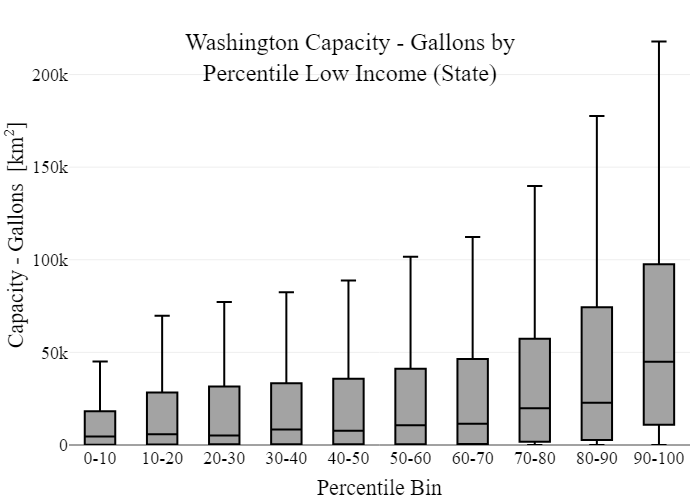 Washington Capacity - Gallons by
Percentile Low Income (State)
Capacity - Gallons [km²]
200k
150k
100k
50k
0
0-10 10-20 20-30 30-40 40-50 50-60 60-70 70-80 80-90 90-100
Percentile Bin